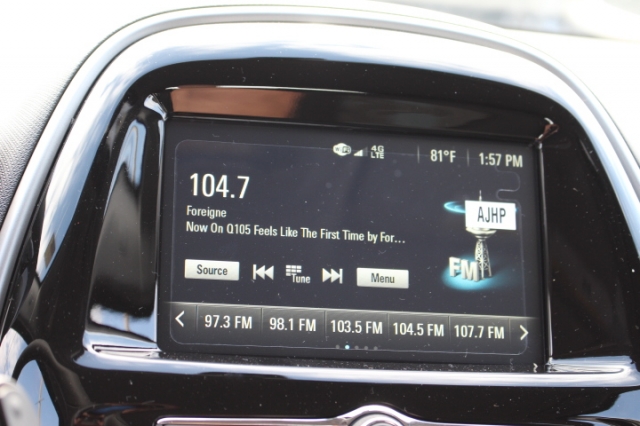 4G
LTE
81°F
1:57 PM
104.7
Foreigne
Now On Q105 Feels Like The First Time by For...
AJHP
FM
Source
Tune
Menu
97.3 FM
98.1 FM
103.5 FM
104.5 FM
107.7 FM